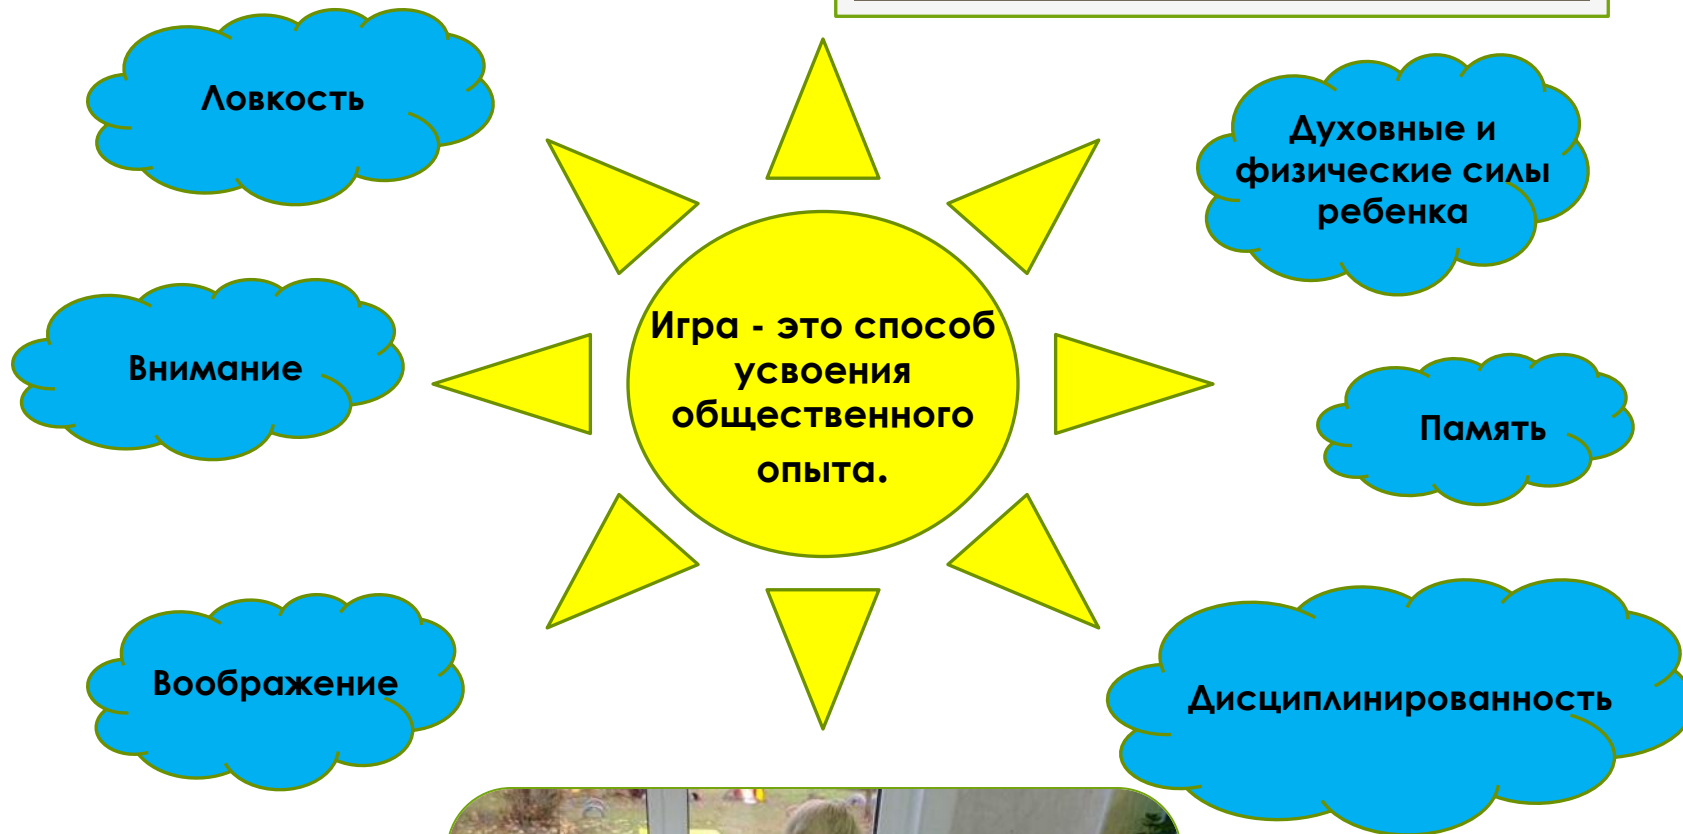 Ловкость
Духовные и
физические силы
ребенка
Игра - это способ
усвоения
общественного
опыта.
Внимание
Память
Воображение
Дисциплинированность